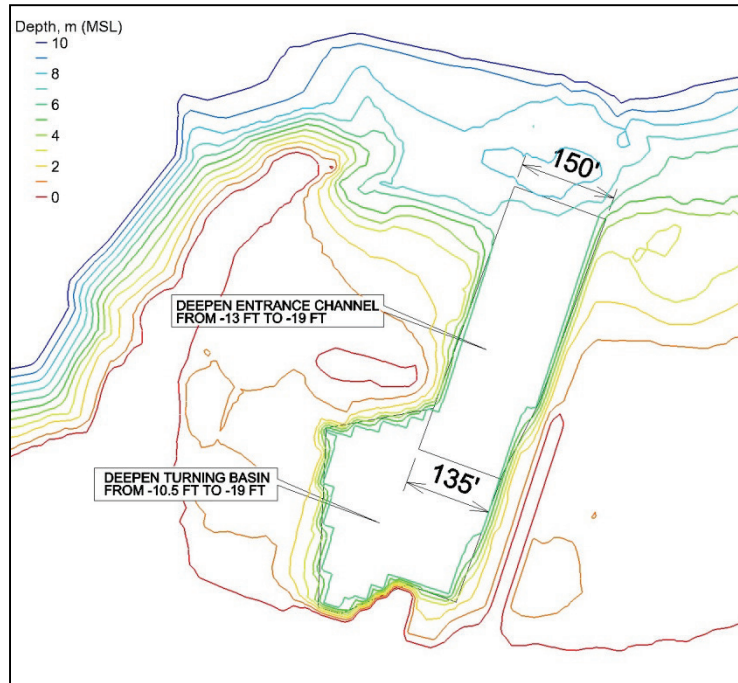 Depth, m (MSL)
10
8
6
4
2
0
150'
DEEPEN ENTRANCE CHANNEL
FROM -13 FT TO -19 FT
DEEPEN TURNING BASIN
FROM -10.5 FT TO -19 FT
135'